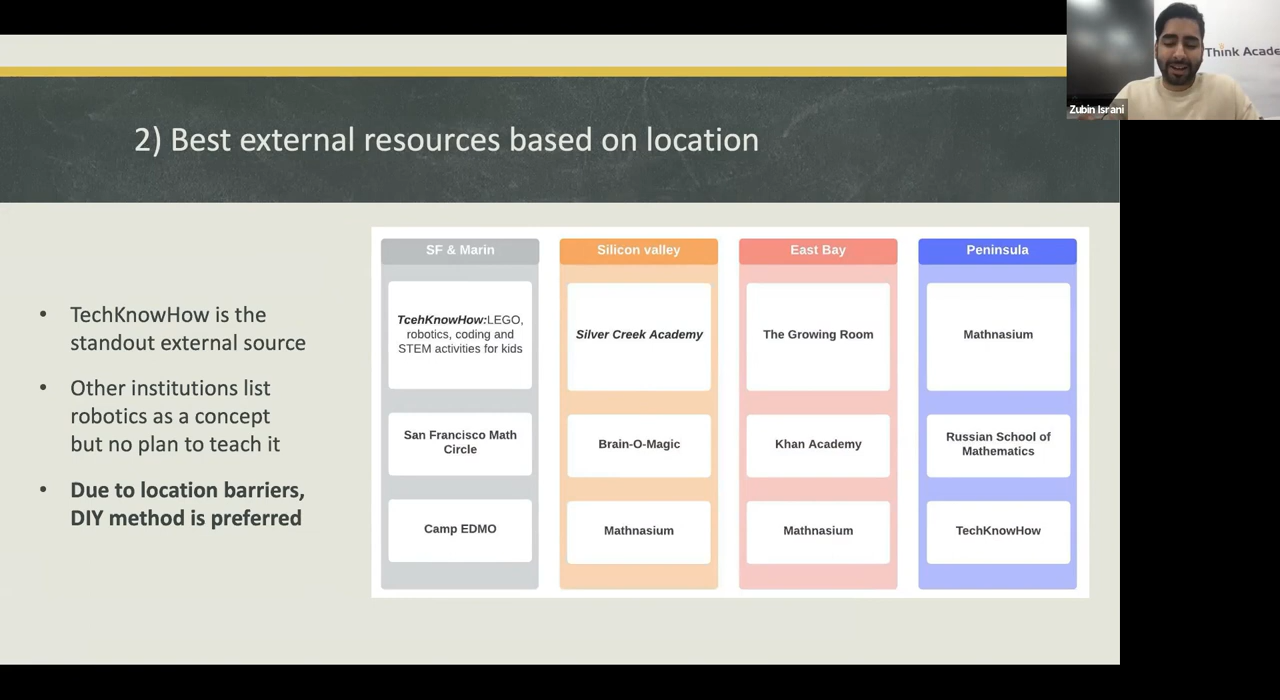 Think Acade
Zubin Israni
2) Best external resources based on location
TechKnowHow is the
standout external source
Other institutions list
robotics as a concept
but no plan to teach it
Due to location barriers,
DIY method is preferred
SF & Marin
TcehKnowHow:LEGO,
robotics, coding and
STEM activities for kids
San Francisco Math
Circle
Camp EDMO
Silicon valley
Silver Creek Academy
Brain-O-Magic
Mathnasium
East Bay
The Growing Room
Khan Academy
Mathnasium
Peninsula
Mathnasium
Russian School of
Mathematics
TechKnowHow